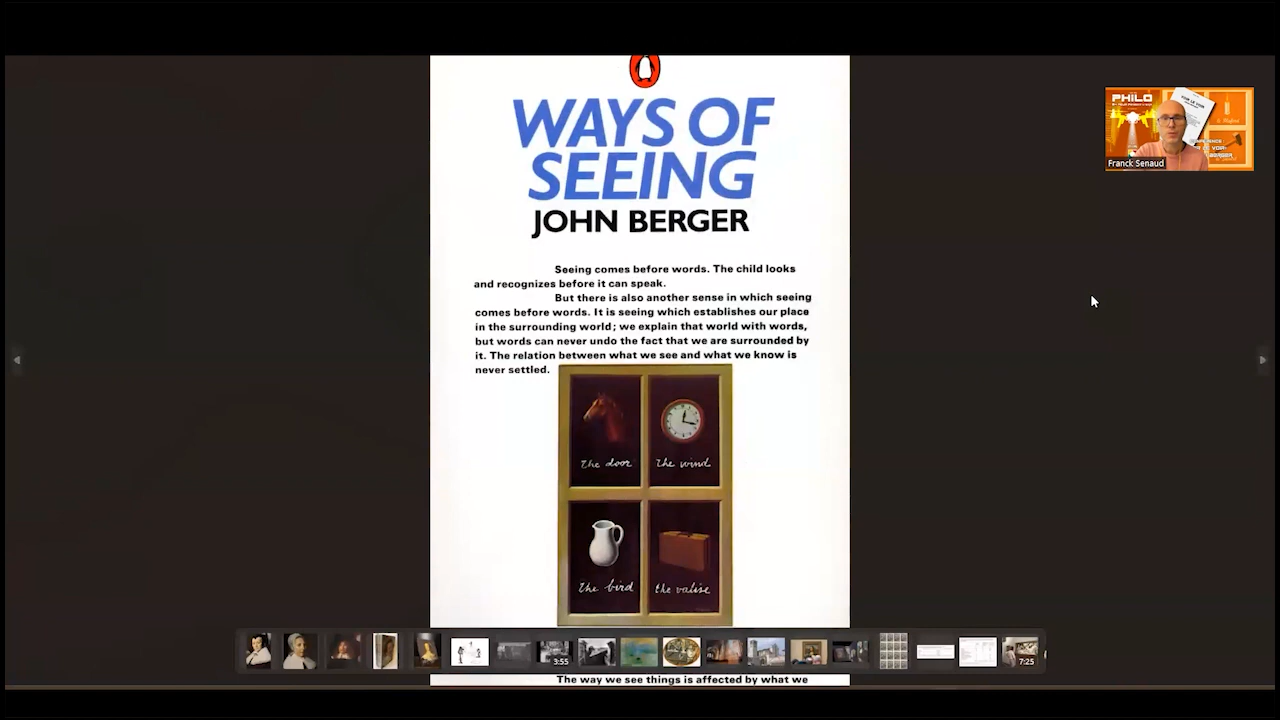 WAYS OF
SEEING
JOHN BERGER
Seeing comes before words. The child looks
and recognizes before it can speak.
But there is also another sense in which seeing
comes before words. It is seeing which establishes our place
in the surrounding world; we explain that world with words,
but words can never undo the fact that we are surrounded by
it. The relation between what we see and what we know is
never settled.
the door
the wind
the bird
the valise
The way we see things is affected by what we
PHILO
Franck Senaud
3:55
7:25